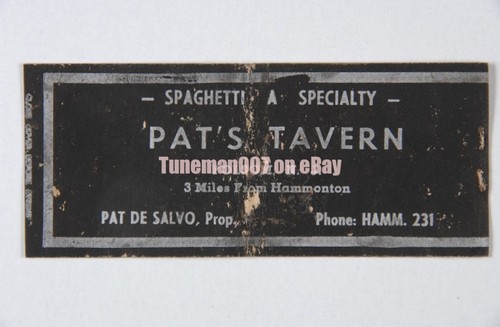 – SPAGHETTI A SPECIALTY –
PAT'S TAVERN
Tuneman007 on eBay
3 Miles From Hammonton
PAT DE SALVO, Prop.
Phone: HAMM. 231